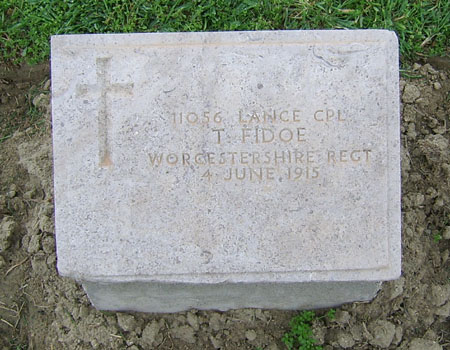 11056 LANCE CPL
T. FIDOE
WORCESTERSHIRE REGT.
4 JUNE 1915